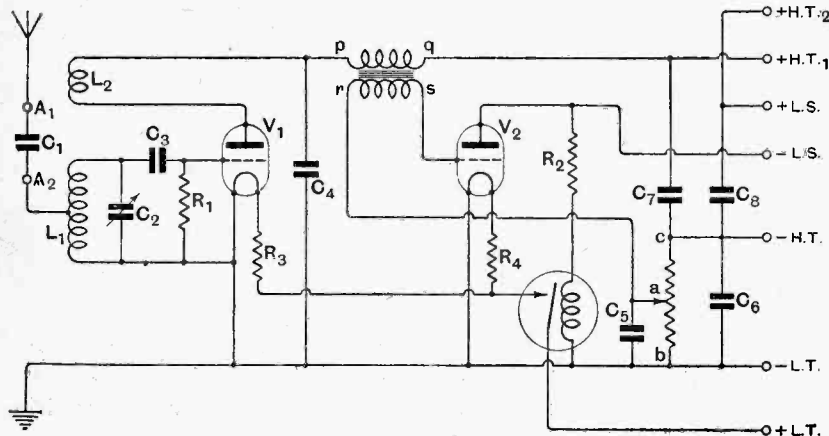 +H.T.2
p q +H.T.1
L2
A1 r s +L.S.
V1 V2
C1 C3 -L.S.
R2
A2 C4 C7 C8
R1
L1 C2
c -H.T.
R3 R4
a
C5 C6
b
-L.T.
+L.T.